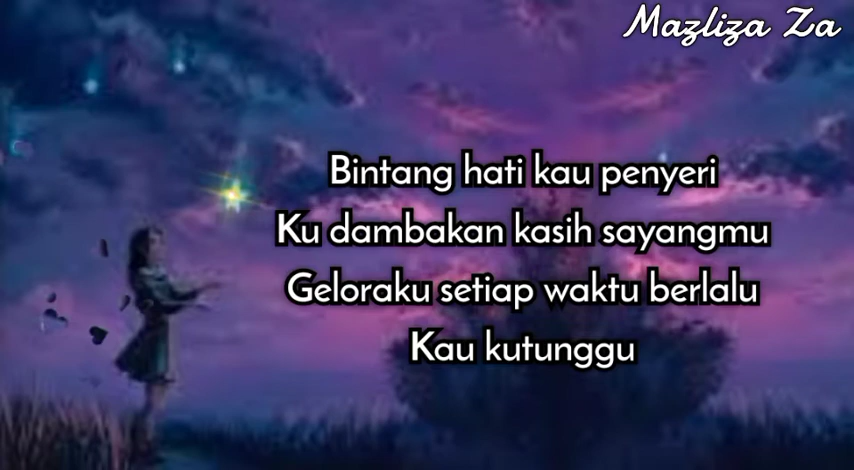 Mazliza Za
Bintang hati kau penyeri
Ku dambakan kasih sayangmu
Geloraku setiap waktu berlalu
Kau kutunggu